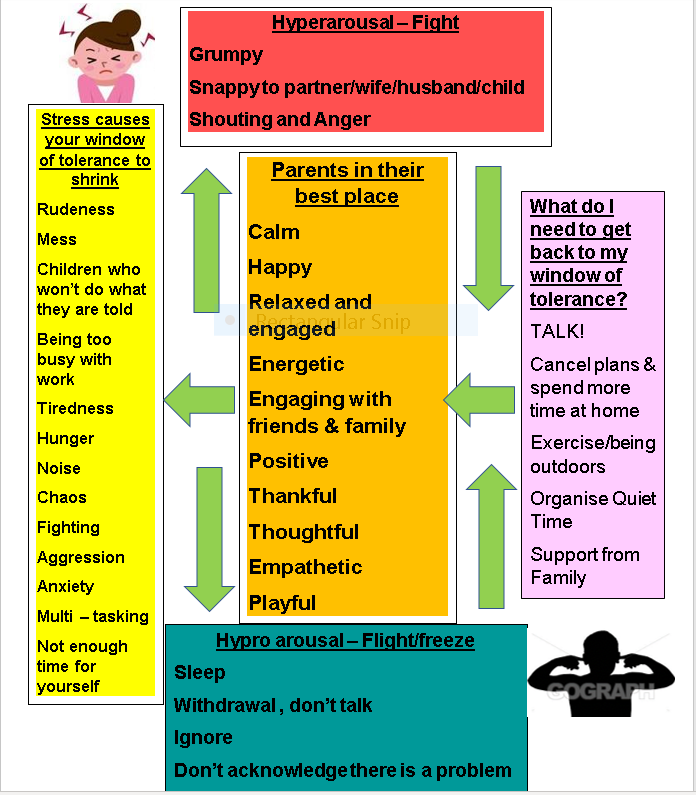 Hyperarousal – Fight
Grumpy
Snappy to partner/wife/husband/child
Shouting and Anger
Stress causes
your window
of tolerance to
shrink
Rudeness
Mess
Children who
won't do what
they are told
Being too
busy with
work
Tiredness
Hunger
Noise
Chaos
Fighting
Aggression
Anxiety
Multi – tasking
Not enough
time for
yourself
Parents in their
best place
Calm
Happy
Relaxed and
engaged
Rectangular Snip
Energetic
Engaging with
friends & family
Positive
Thankful
Thoughtful
Empathetic
Playful
What do I
need to get
back to my
window of
tolerance?
TALK!
Cancel plans &
spend more
time at home
Exercise/being
outdoors
Organise Quiet
Time
Support from
Family
Hypro arousal – Flight/freeze
Sleep
Withdrawal , don't talk
Ignore
Don't acknowledge there is a problem
GOGRAPH